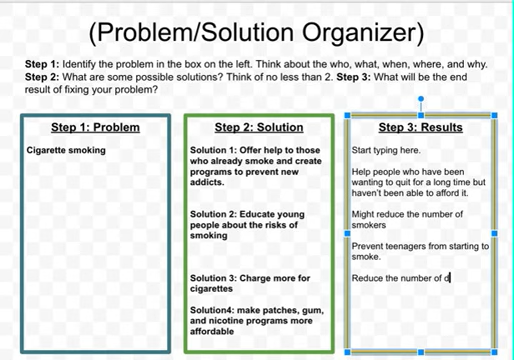 (Problem/Solution Organizer)
Step 1: Identify the problem in the box on the left. Think about the who, what, when, where, and why.
Step 2: What are some possible solutions? Think of no less than 2. Step 3: What will be the end
result of fixing your problem?
Step 1: Problem
Cigarette smoking
Step 2: Solution
Solution 1: Offer help to those
who already smoke and create
programs to prevent new
addicts.
Solution 2: Educate young
people about the risks of
smoking
Solution 3: Charge more for
cigarettes
Solution4: make patches, gum,
and nicotine programs more
affordable
Step 3: Results
Start typing here.
Help people who have been
wanting to quit for a long time but
haven't been able to afford it.
Might reduce the number of
smokers
Prevent teenagers from starting to
smoke.
Reduce the number of d